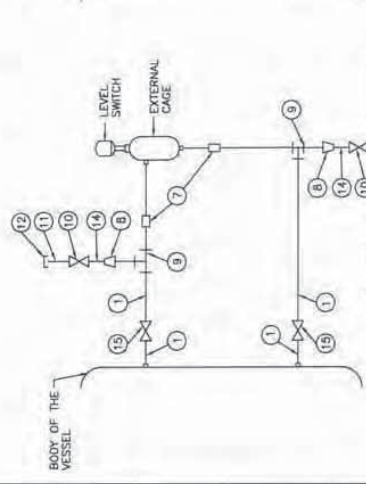 LEVEL
SWITCH
EXTERNAL
CAGE
12
11
10
14
8
9
7
1
15
1
BODY OF THE
VESSEL
9
8
14
10
1
1
15